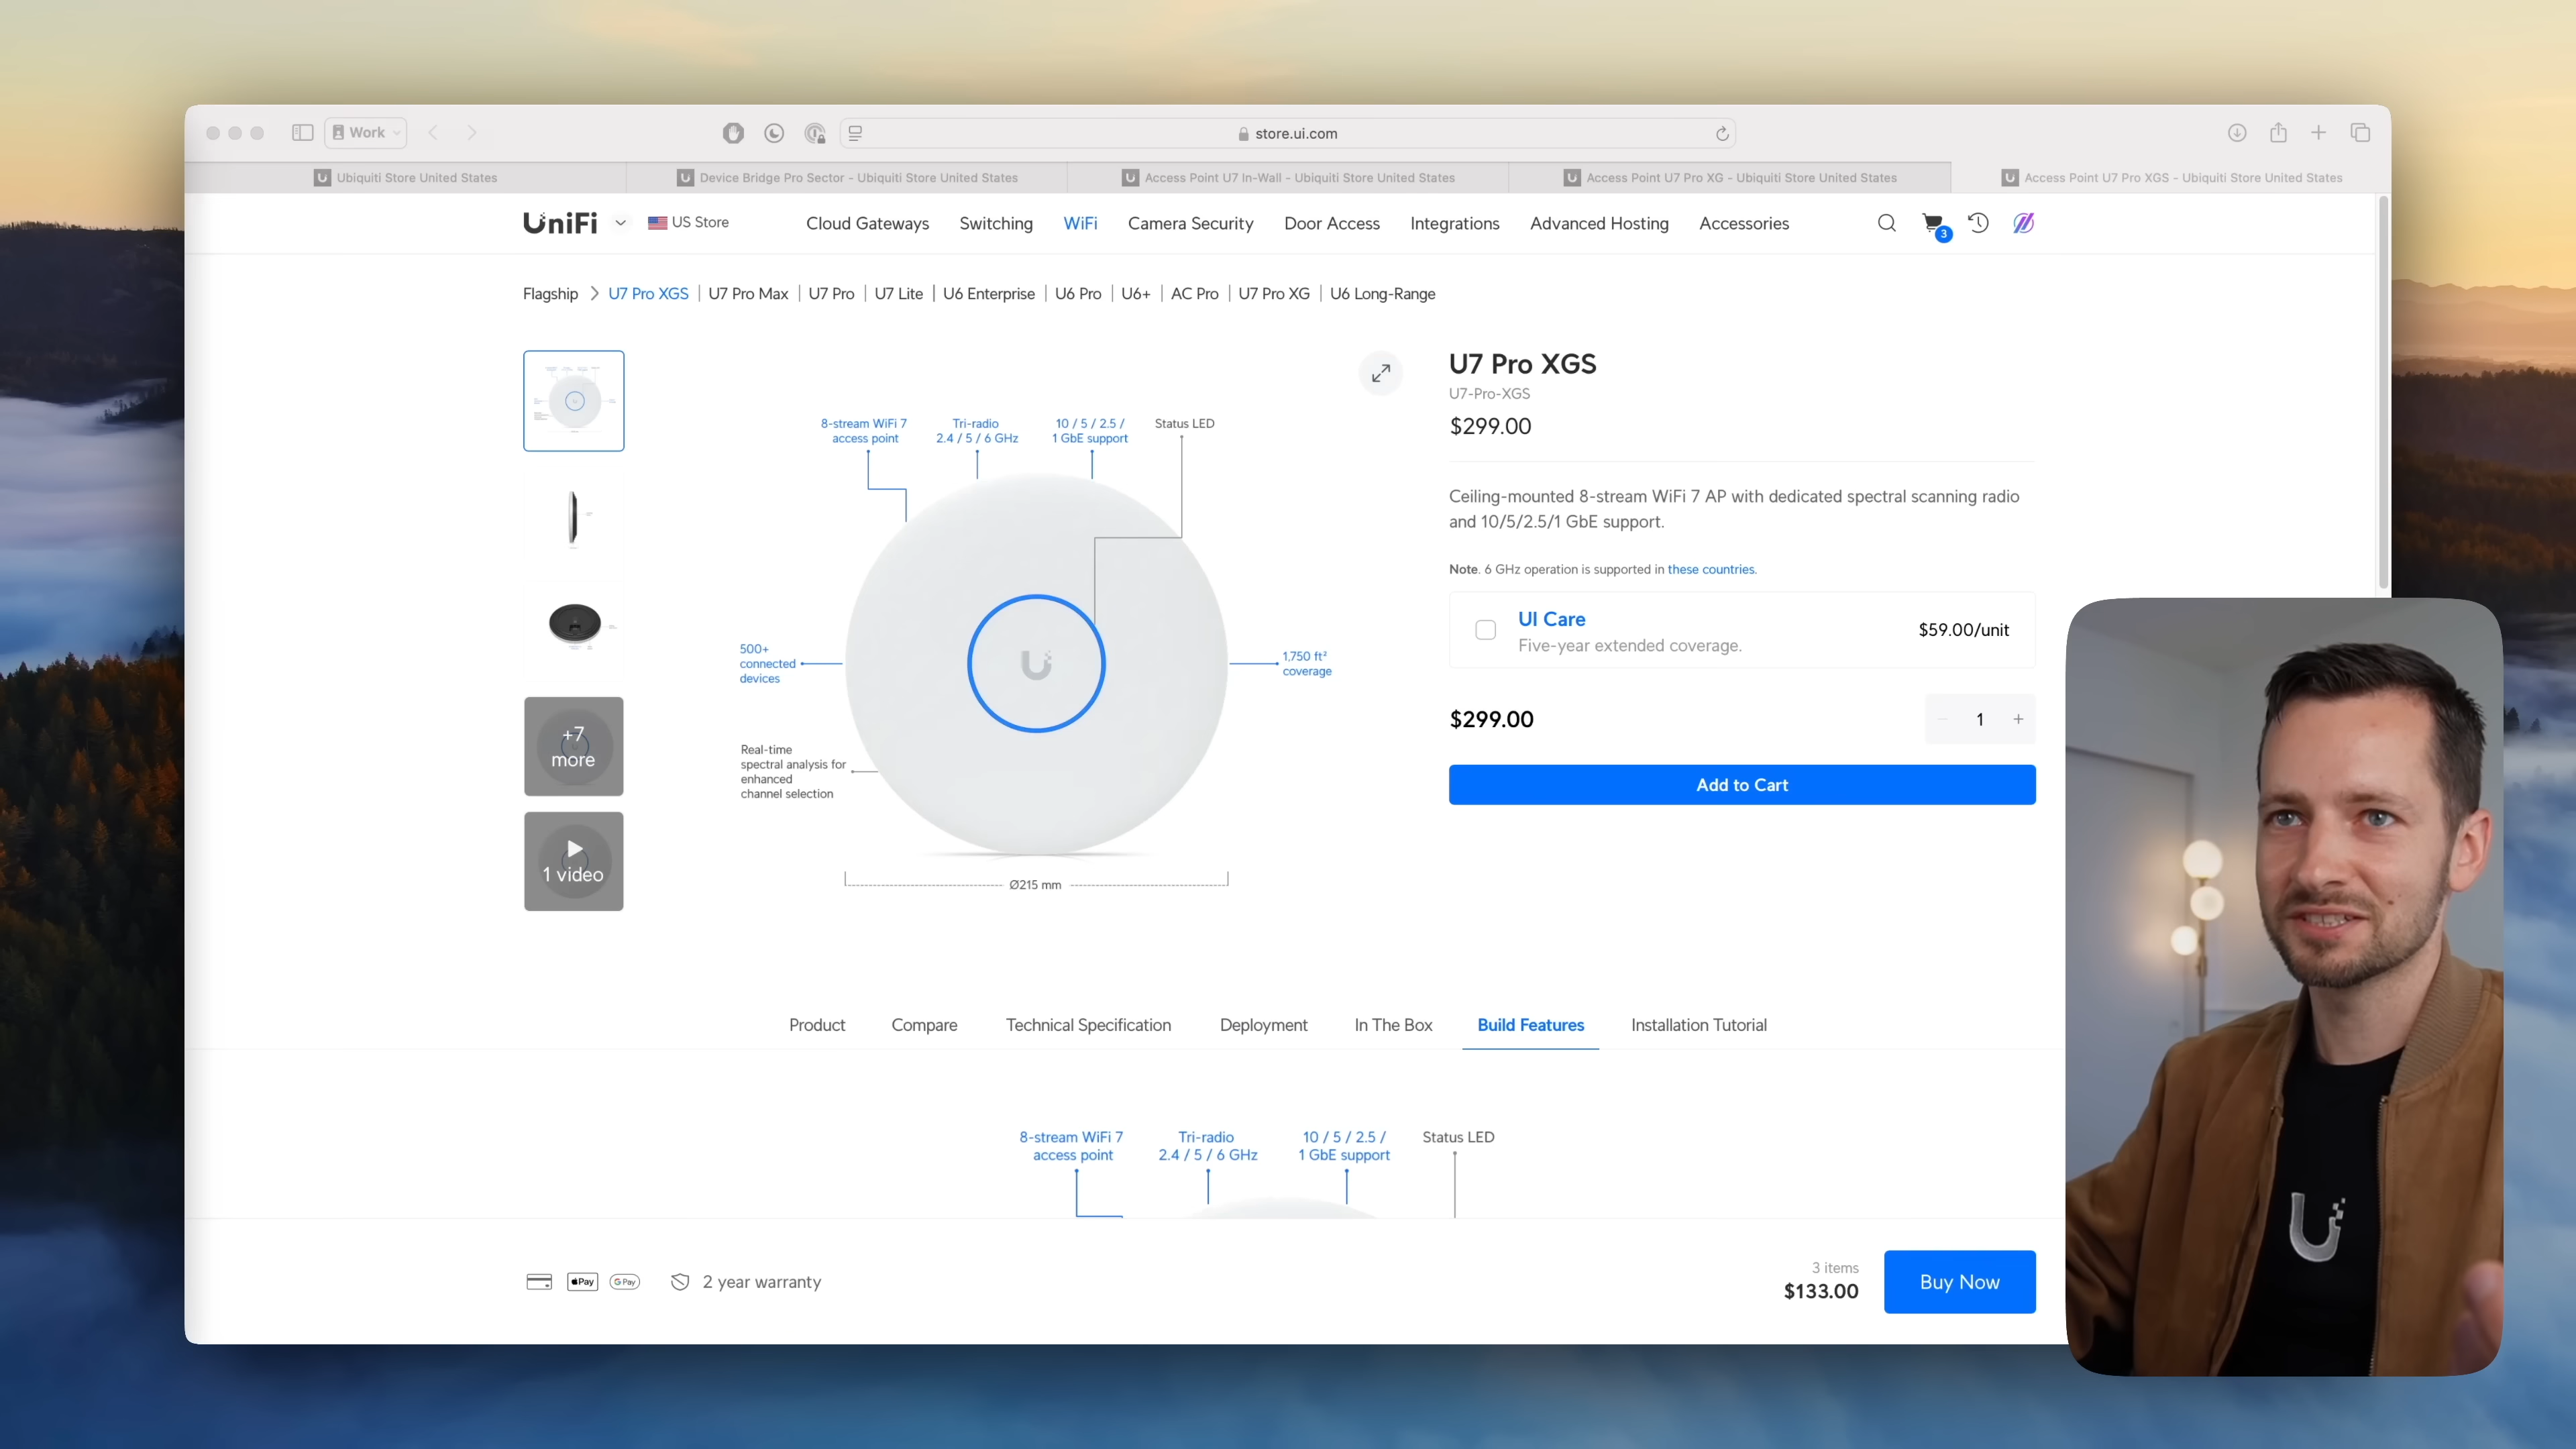 Work
store.ui.com
Ubiquiti Store United States
Device Bridge Pro Sector - Ubiquiti Store United States
Access Point U7 In-Wall - Ubiquiti Store United States
Access Point U7 Pro XG - Ubiquiti Store United States
Access Point U7 Pro XGS - Ubiquiti Store United States
UniFi
US Store
Cloud Gateways
Switching
WiFi
Camera Security
Door Access
Integrations
Advanced Hosting
Accessories
3
Flagship > U7 Pro XGS | U7 Pro Max | U7 Pro | U7 Lite | U6 Enterprise | U6 Pro | U6+ | AC Pro | U7 Pro XG | U6 Long-Range
+7
more
1 video
8-stream WiFi 7
access point
Tri-radio
2.4 / 5 / 6 GHz
10 / 5 / 2.5 /
1 GbE support
Status LED
500+
connected
devices
1,750 ft²
coverage
Real-time
spectral analysis for
enhanced
channel selection
Ø215 mm
U7 Pro XGS
U7-Pro-XGS
$299.00
Ceiling-mounted 8-stream WiFi 7 AP with dedicated spectral scanning radio
and 10/5/2.5/1 GbE support.
Note. 6 GHz operation is supported in these countries.
UI Care
Five-year extended coverage.
$59.00/unit
$299.00
− 1 +
Add to Cart
Product
Compare
Technical Specification
Deployment
In The Box
Build Features
Installation Tutorial
8-stream WiFi 7
access point
Tri-radio
2.4 / 5 / 6 GHz
10 / 5 / 2.5 /
1 GbE support
Status LED
Pay
G Pay
2 year warranty
3 items
$133.00
Buy Now